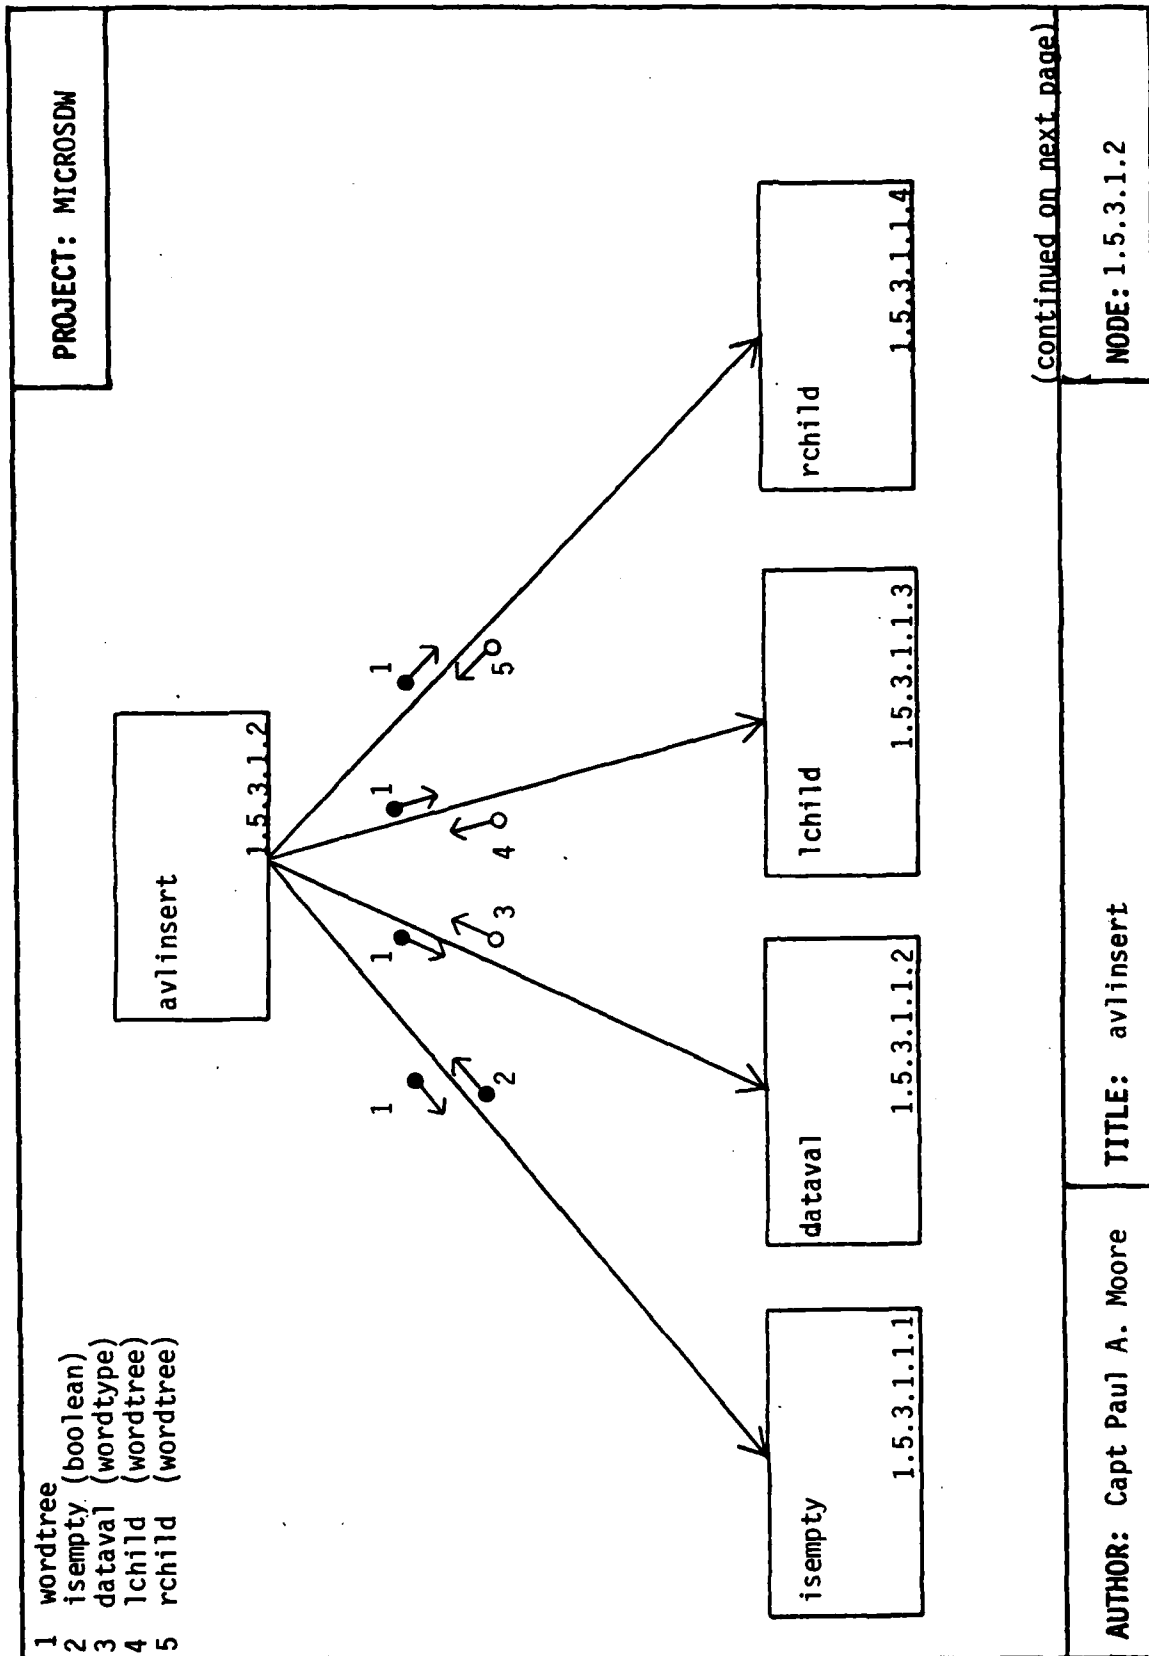 1 wordtree
2 isempty (boolean)
3 dataval (wordtype)
4 lchild (wordtree)
5 rchild (wordtree)
PROJECT: MICROSDW
avlinsert
1.5.3.1.2
1
1
1
1
2
3
4
5
isempty
1.5.3.1.1.1
dataval
1.5.3.1.1.2
lchild
1.5.3.1.1.3
rchild
1.5.3.1.1.4
(continued on next page)
AUTHOR: Capt Paul A. Moore
TITLE: avlinsert
NODE: 1.5.3.1.2